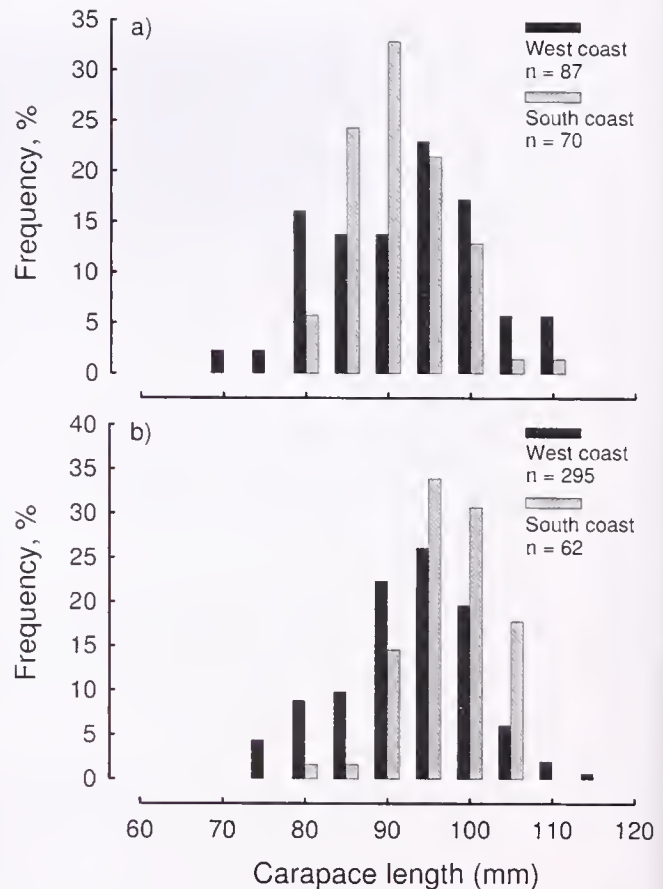 a)
West coast
n = 87
South coast
n = 70
Frequency, %
35
30
25
20
15
10
5
0
b)
West coast
n = 295
South coast
n = 62
Frequency, %
40
35
30
25
20
15
10
5
0
60 70 80 90 100 110 120
Carapace length (mm)